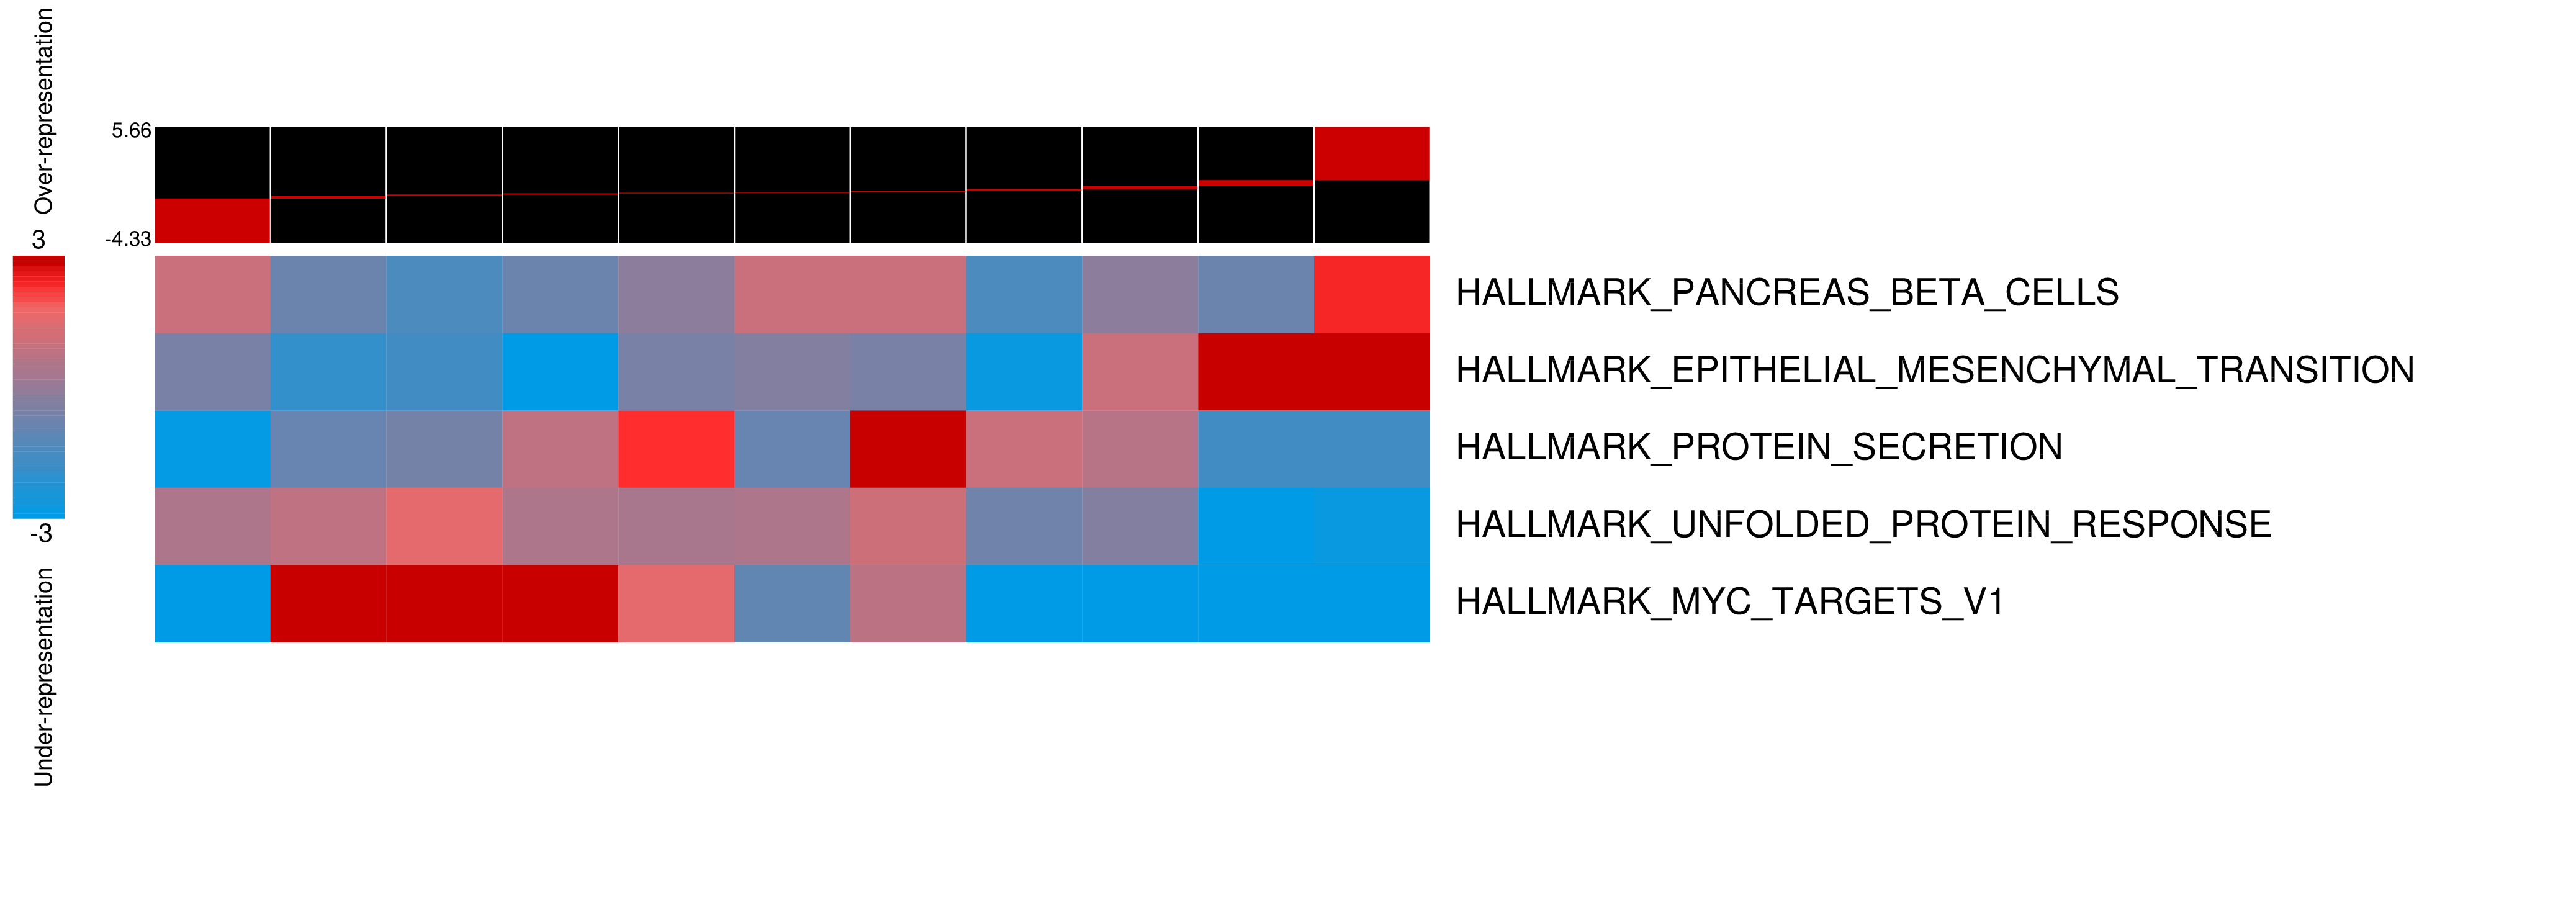 Over-representation
3
-3
Under-representation
5.66
-4.33
HALLMARK_PANCREAS_BETA_CELLS
HALLMARK_EPITHELIAL_MESENCHYMAL_TRANSITION
HALLMARK_PROTEIN_SECRETION
HALLMARK_UNFOLDED_PROTEIN_RESPONSE
HALLMARK_MYC_TARGETS_V1